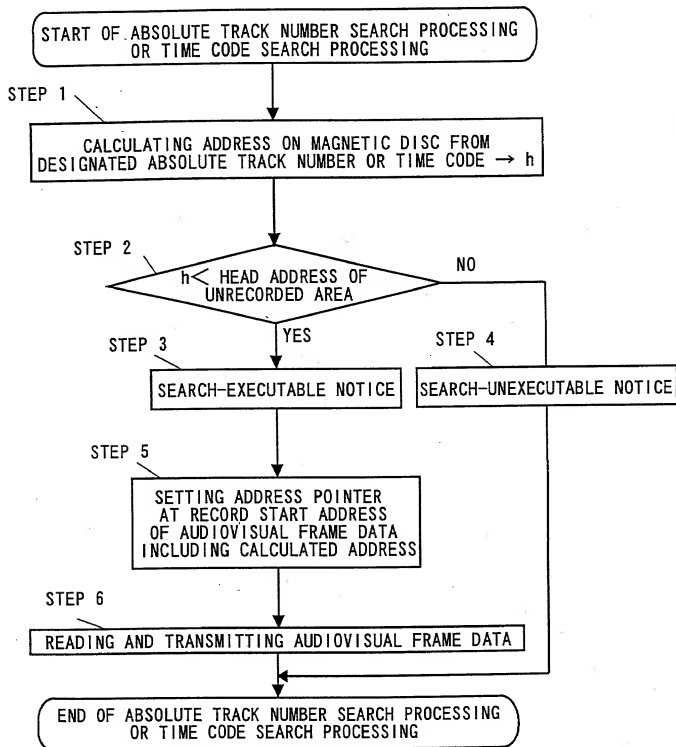 START OF ABSOLUTE TRACK NUMBER SEARCH PROCESSING
OR TIME CODE SEARCH PROCESSING
STEP 1
CALCULATING ADDRESS ON MAGNETIC DISC FROM
DESIGNATED ABSOLUTE TRACK NUMBER OR TIME CODE → h
STEP 2
h< HEAD ADDRESS OF
UNRECORDED AREA
NO
YES
STEP 3
SEARCH-EXECUTABLE NOTICE
STEP 4
SEARCH-UNEXECUTABLE NOTICE
STEP 5
SETTING ADDRESS POINTER
AT RECORD START ADDRESS
OF AUDIOVISUAL FRAME DATA
INCLUDING CALCULATED ADDRESS
STEP 6
READING AND TRANSMITTING AUDIOVISUAL FRAME DATA
END OF ABSOLUTE TRACK NUMBER SEARCH PROCESSING
OR TIME CODE SEARCH PROCESSING